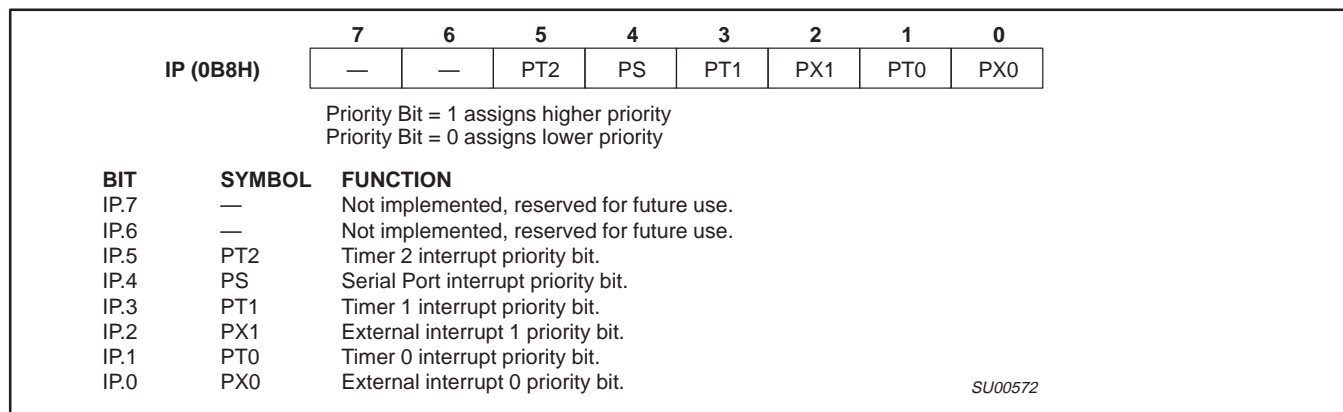 7 6 5 4 3 2 1 0
IP (0B8H) — — PT2 PS PT1 PX1 PT0 PX0
Priority Bit = 1 assigns higher priority
Priority Bit = 0 assigns lower priority
BIT SYMBOL FUNCTION
IP.7 — Not implemented, reserved for future use.
IP.6 — Not implemented, reserved for future use.
IP.5 PT2 Timer 2 interrupt priority bit.
IP.4 PS Serial Port interrupt priority bit.
IP.3 PT1 Timer 1 interrupt priority bit.
IP.2 PX1 External interrupt 1 priority bit.
IP.1 PT0 Timer 0 interrupt priority bit.
IP.0 PX0 External interrupt 0 priority bit.
SU00572